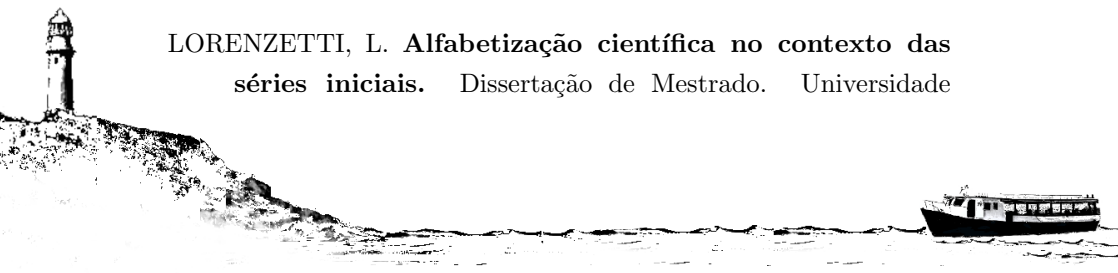 LORENZETTI, L. Alfabetização científica no contexto das
séries iniciais. Dissertação de Mestrado. Universidade